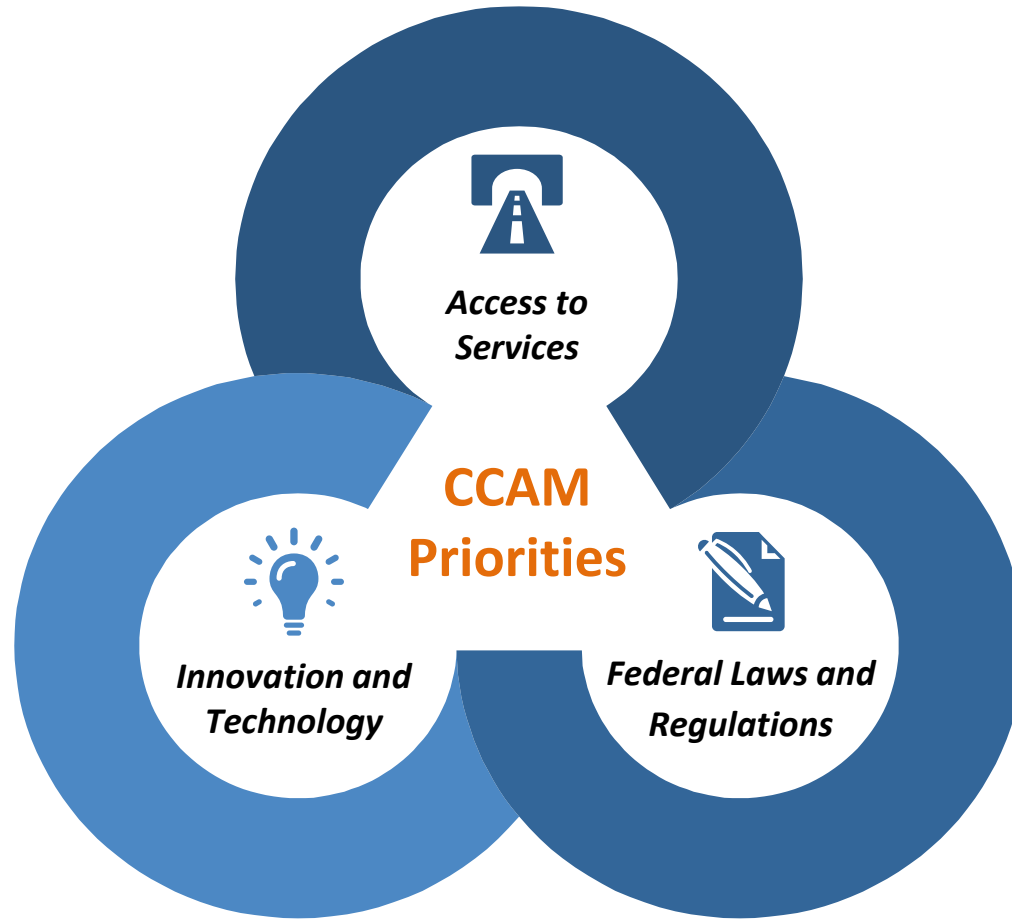 Access to
Services
CCAM
Priorities
Innovation and
Technology
Federal Laws and
Regulations